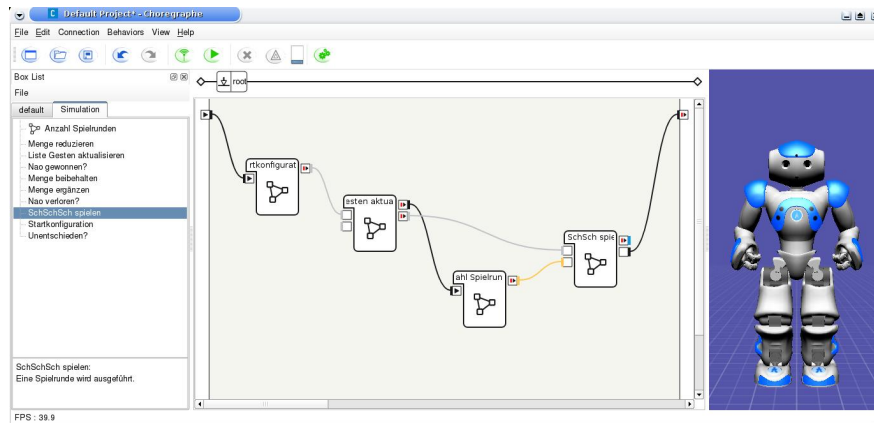 Default Project* - Choregraphe
File Edit Connection Behaviors View Help
Box List
File
default Simulation
root
Anzahl Spielrunden
Menge reduzieren
Liste Gesten aktualisieren
Nao gewonnen?
Menge beibehalten
Menge ergänzen
Nao verloren?
SchSchSch spielen
Startkonfiguration
Unentschieden?
rtkonfigurat
esten aktua
SchSch spie
ahl Spielrun
SchSchSch spielen:
Eine Spielrunde wird ausgeführt.
FPS : 39.9